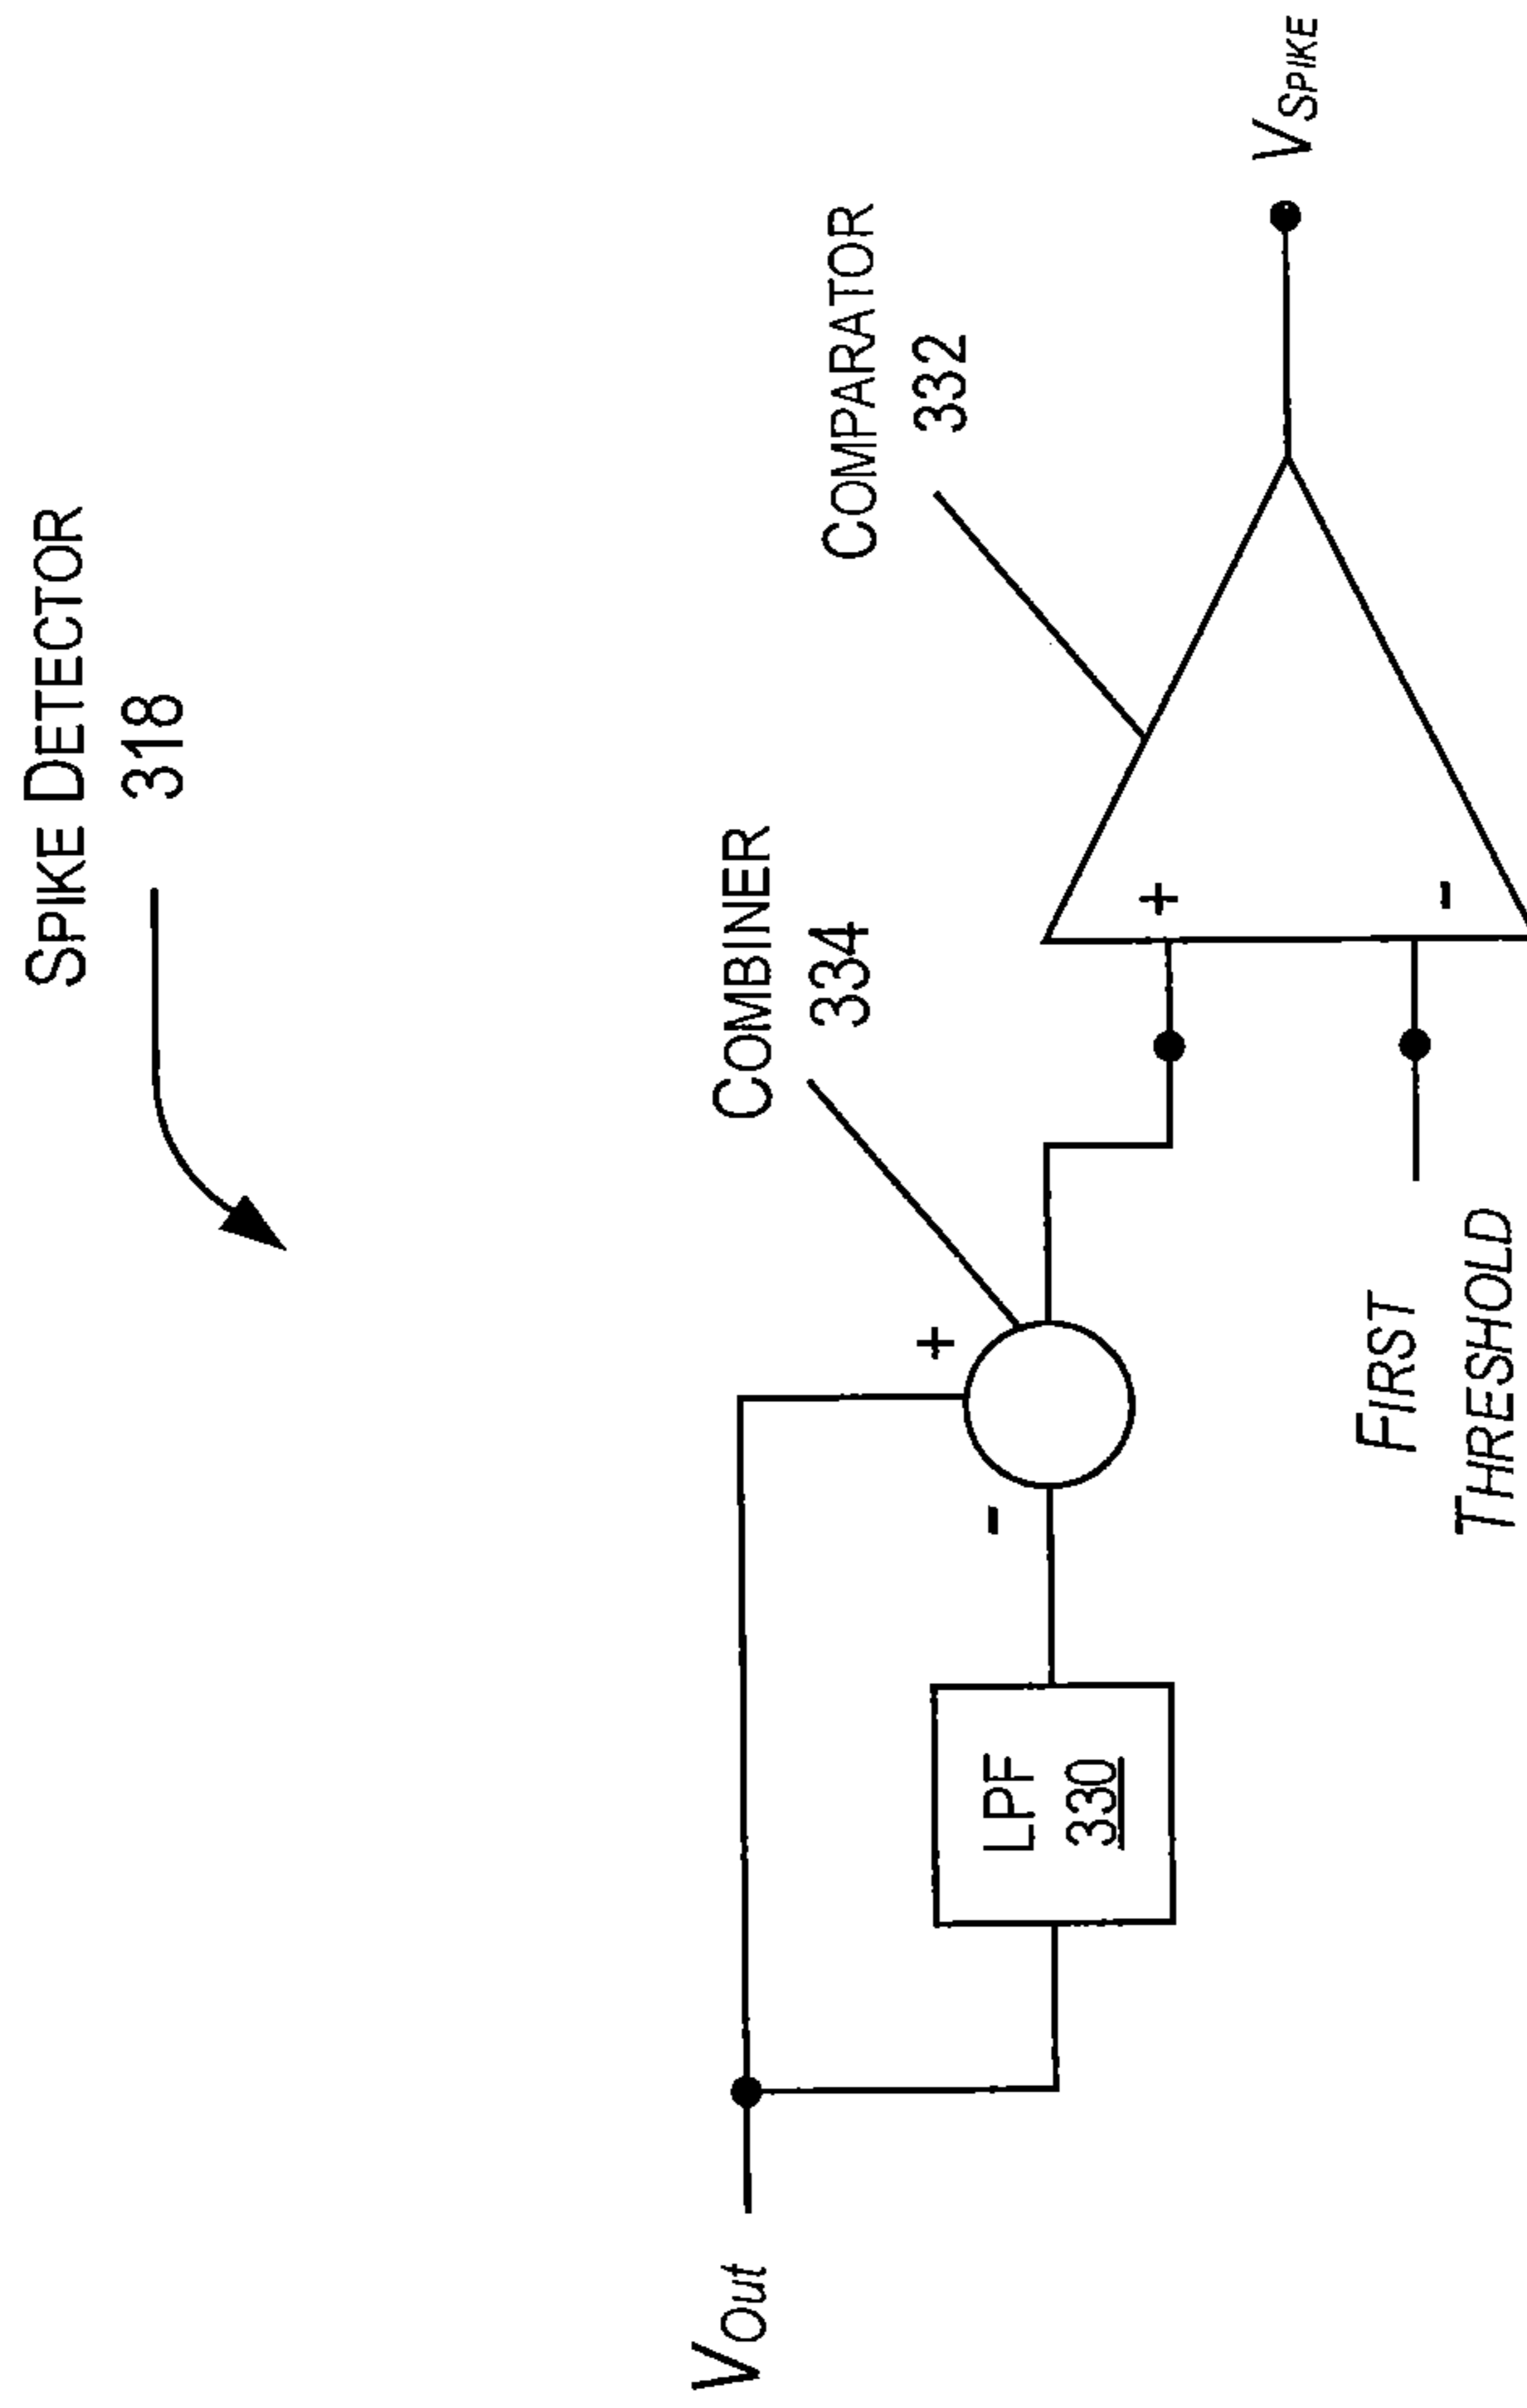 SPIKE DETECTOR
318
COMBINER
334
COMPARATOR
332
VOut
LPF
330
+
-
+
-
FIRST
THRESHOLD
VSPIKE